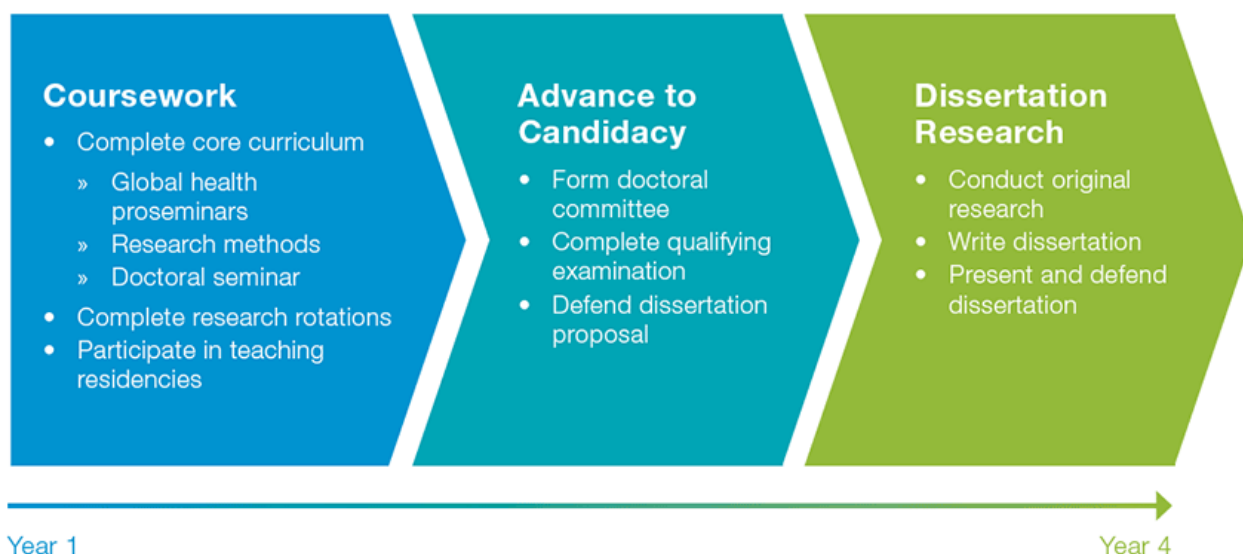 Coursework
• Complete core curriculum
» Global health
proseminars
» Research methods
» Doctoral seminar
• Complete research rotations
• Participate in teaching
residencies
Advance to
Candidacy
• Form doctoral
committee
• Complete qualifying
examination
• Defend dissertation
proposal
Dissertation
Research
• Conduct original
research
• Write dissertation
• Present and defend
dissertation
Year 1
Year 4